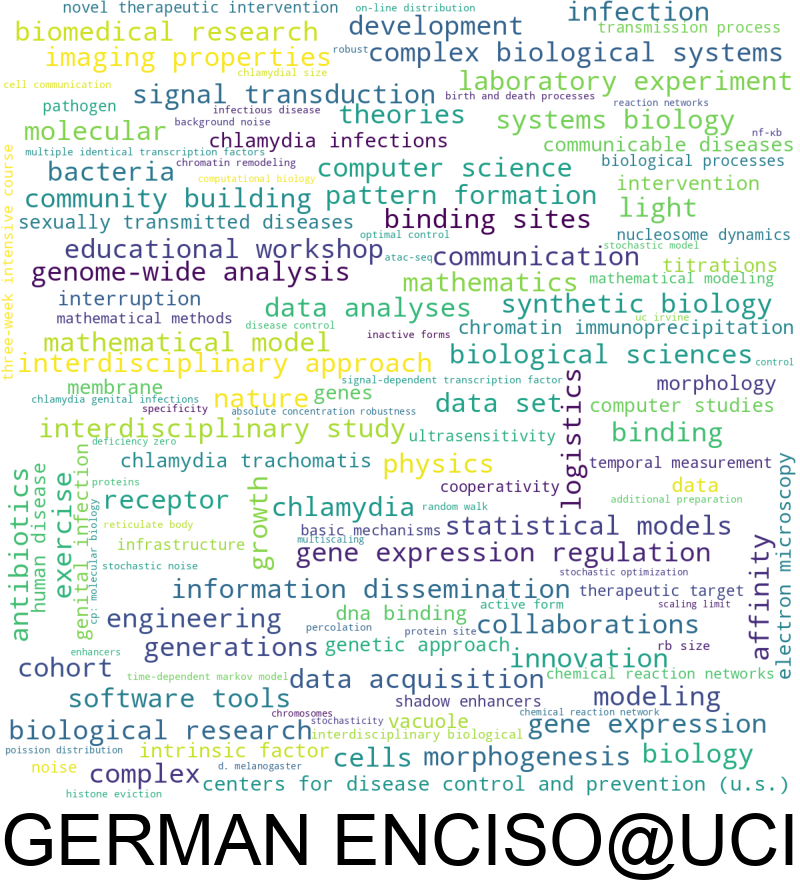 novel therapeutic intervention
on-line distribution
infection
biomedical research
development
transmission process
imaging properties
robust
complex biological systems
chlamydial size
cell communication
laboratory experiment
signal transduction
birth and death processes
reaction networks
pathogen
infectious disease
theories
systems biology
molecular
background noise
nf-κb
chlamydia infections
communicable diseases
multiple identical transcription factors
chromatin remodeling
biological processes
bacteria
computational biology
computer science
intervention
community building
pattern formation
light
sexually transmitted diseases
binding sites
optimal control
nucleosome dynamics
three-week intensive course
educational workshop
atac-seq
communication
stochastic model
genome-wide analysis
titrations
mathematics
mathematical modeling
interruption
data analyses
synthetic biology
mathematical methods
disease control
uc irvine
inactive forms
chromatin immunoprecipitation
mathematical model
interdisciplinary approach
biological sciences
control
membrane
signal-dependent transcription factor
morphology
chlamydia genital infections
nature
genes
specificity
absolute concentration robustness
data set
logistics
computer studies
interdisciplinary study
deficiency zero
ultrasensitivity
binding
chlamydia trachomatis
physics
temporal measurement
antibiotics
human disease
exercise
genital infection
cp: molecular biology
proteins
cooperativity
data
receptor
growth
chlamydia
random walk
additional preparation
reticulate body
basic mechanisms
statistical models
infrastructure
multiscaling
gene expression regulation
affinity
electron microscopy
stochastic noise
stochastic optimization
information dissemination
therapeutic target
engineering
dna binding
active form
scaling limit
percolation
protein site
collaborations
generations
genetic approach
rb size
enhancers
innovation
cohort
time-dependent markov model
data acquisition
chemical reaction networks
software tools
shadow enhancers
modeling
chromosomes
chemical reaction network
biological research
stochasticity
vacuole
gene expression
interdisciplinary biological
poission distribution
intrinsic factor
cells
morphogenesis
biology
noise
complex
d. melanogaster
centers for disease control and prevention (u.s.)
histone eviction
GERMAN ENCISO@UCI